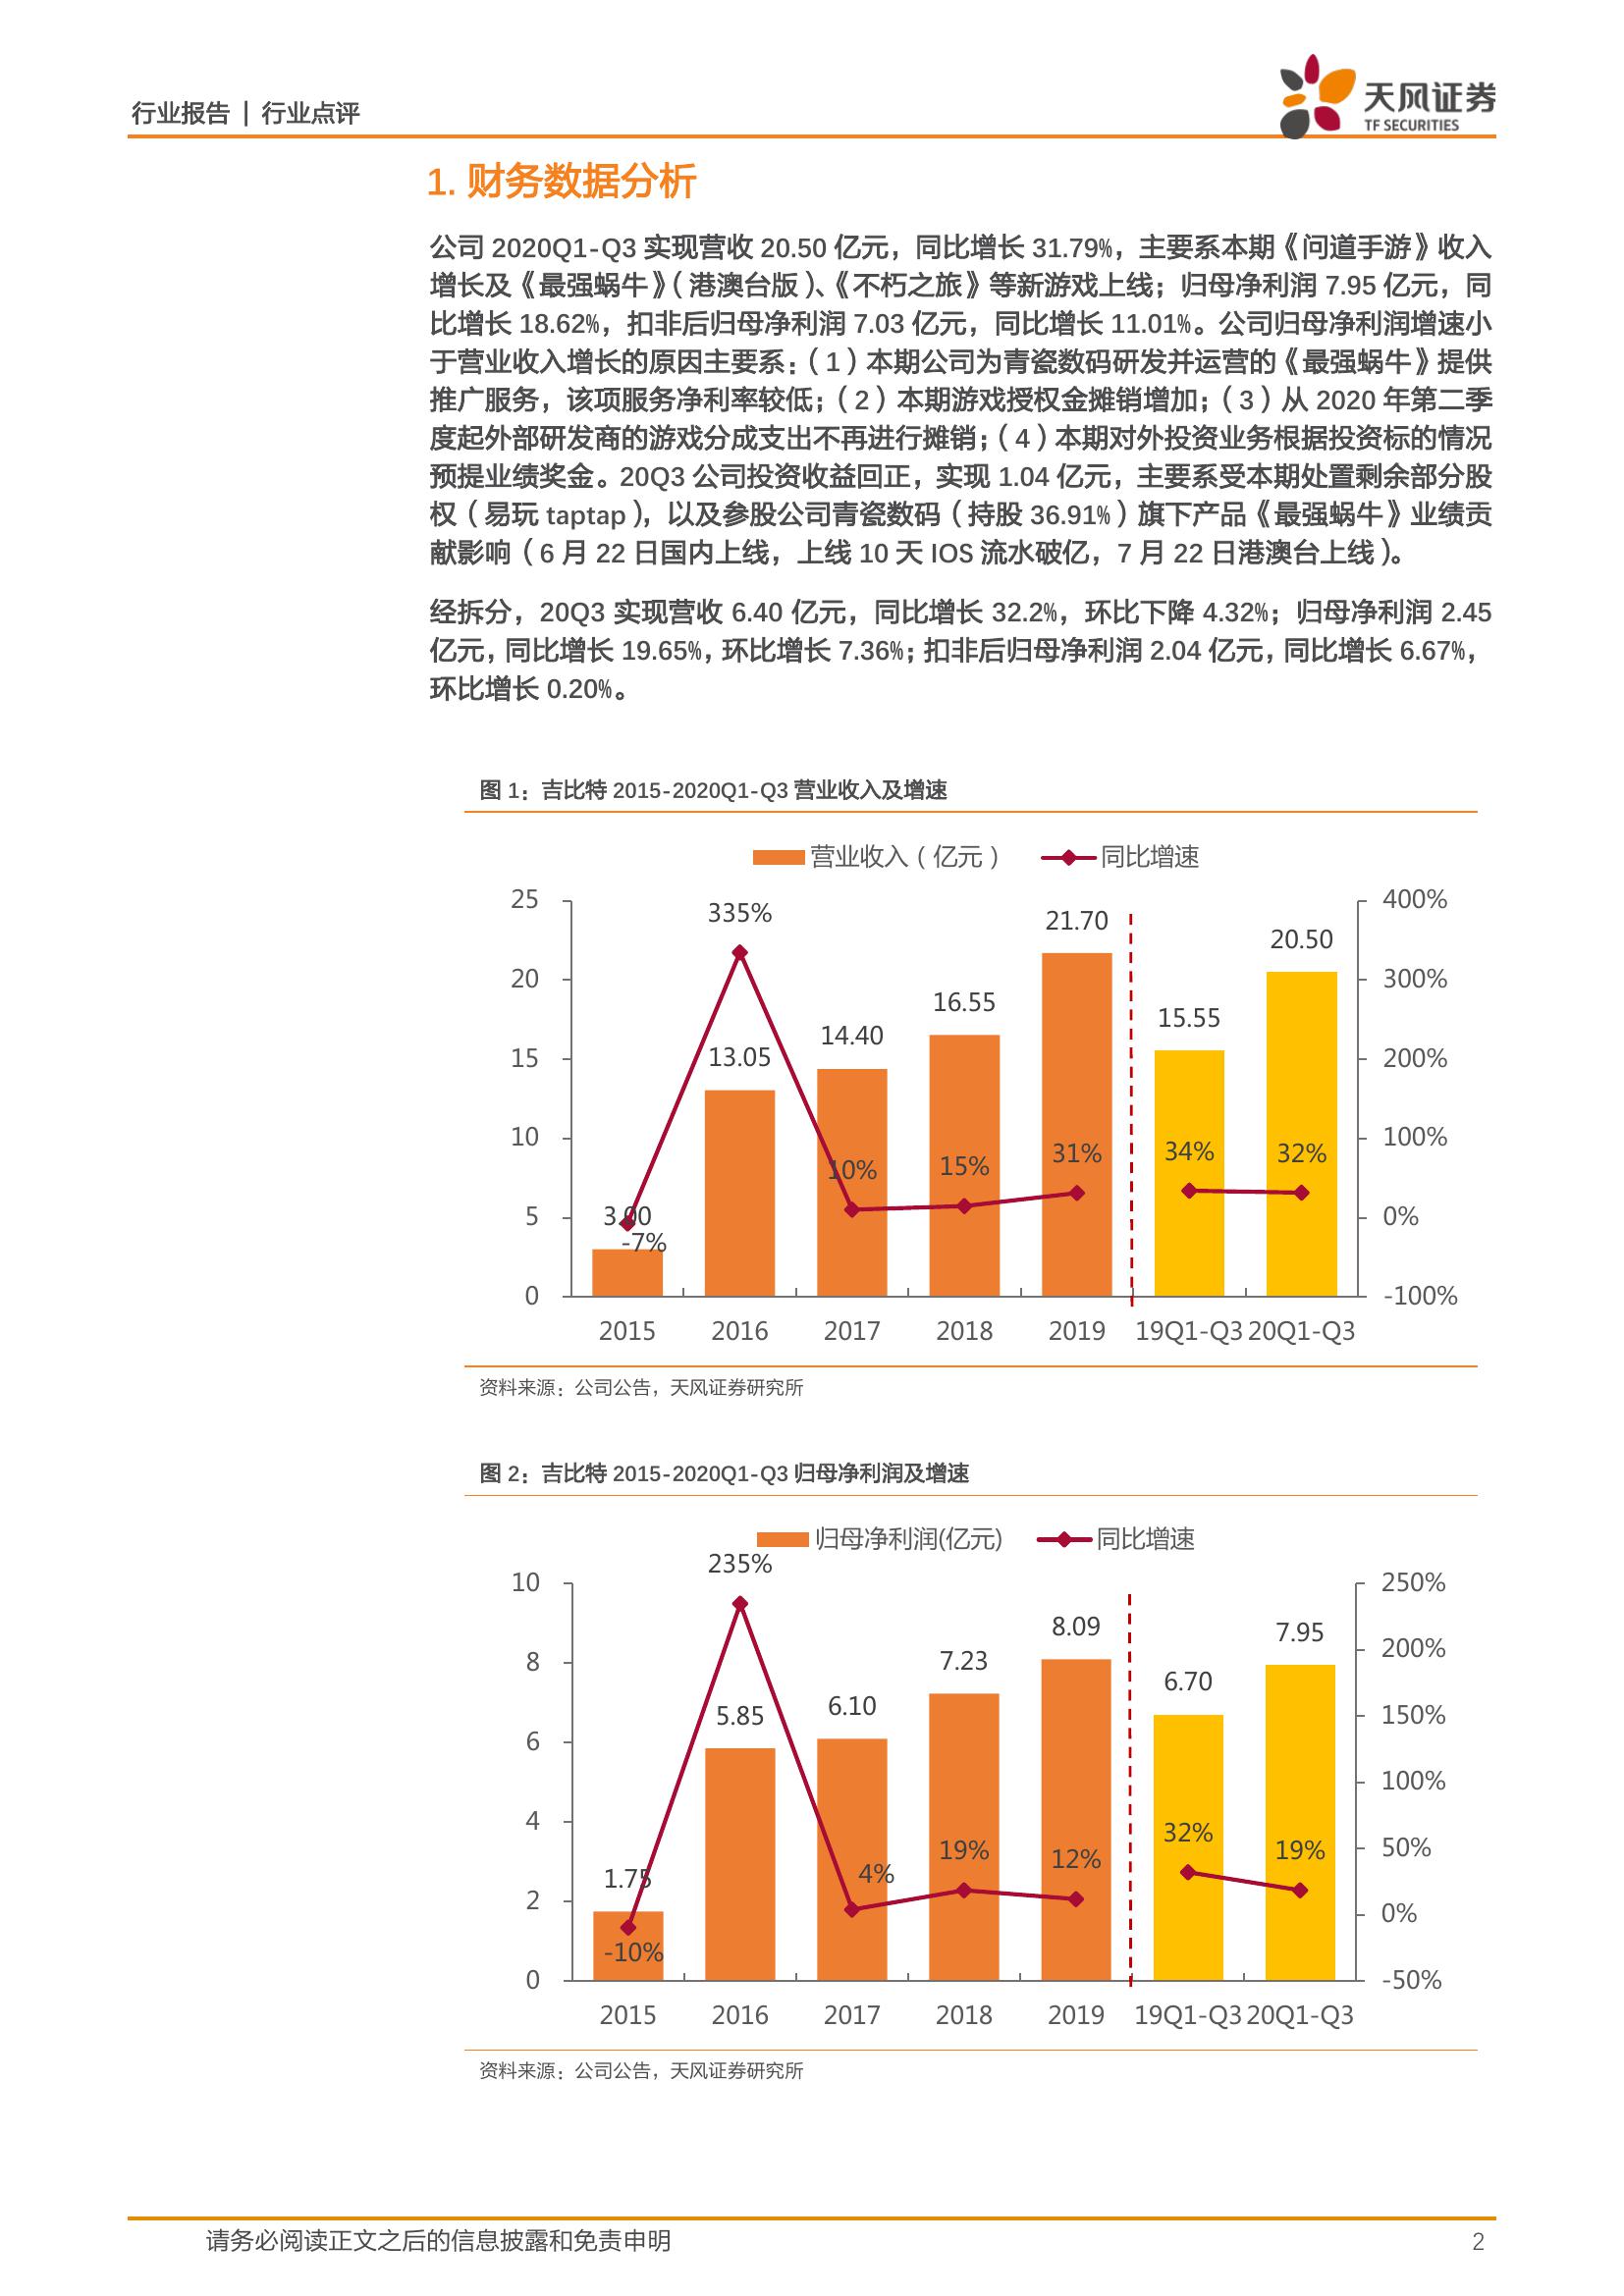 行业报告 | 行业点评
天风证券
TF SECURITIES
1. 财务数据分析
公司 2020Q1-Q3 实现营收 20.50 亿元，同比增长 31.79%，主要系本期《问道手游》收入
增长及《最强蜗牛》（港澳台版）、《不朽之旅》等新游戏上线；归母净利润 7.95 亿元，同
比增长 18.62%，扣非后归母净利润 7.03 亿元，同比增长 11.01%。公司归母净利润增速小
于营业收入增长的原因主要系：（1）本期公司为青瓷数码研发并运营的《最强蜗牛》提供
推广服务，该项服务净利率较低；（2）本期游戏授权金摊销增加；（3）从 2020 年第二季
度起外部研发商的游戏分成支出不再进行摊销；（4）本期对外投资业务根据投资标的情况
预提业绩奖金。20Q3 公司投资收益回正，实现 1.04 亿元，主要系受本期处置剩余部分股
权（易玩 taptap），以及参股公司青瓷数码（持股 36.91%）旗下产品《最强蜗牛》业绩贡
献影响（6 月 22 日国内上线，上线 10 天 IOS 流水破亿，7 月 22 日港澳台上线）。
经拆分，20Q3 实现营收 6.40 亿元，同比增长 32.2%，环比下降 4.32%；归母净利润 2.45
亿元，同比增长 19.65%，环比增长 7.36%；扣非后归母净利润 2.04 亿元，同比增长 6.67%，
环比增长 0.20%。
图 1：吉比特 2015-2020Q1-Q3 营业收入及增速
营业收入（亿元） 同比增速
25 335% 21.70 20.50 400%
20 16.55 15.55 300%
15 13.05 14.40 200%
10 10% 15% 31% 34% 32% 100%
5 3.00 0%
-7%
0 -100%
2015 2016 2017 2018 2019 19Q1-Q3 20Q1-Q3
资料来源：公司公告，天风证券研究所
图 2：吉比特 2015-2020Q1-Q3 归母净利润及增速
归母净利润(亿元) 同比增速
235%
10 250%
8.09 7.95
8 7.23 6.70 200%
6 5.85 6.10 150%
100%
4 19% 12% 32% 19% 50%
1.75 4%
2 0%
-10%
0 -50%
2015 2016 2017 2018 2019 19Q1-Q3 20Q1-Q3
资料来源：公司公告，天风证券研究所
请务必阅读正文之后的信息披露和免责申明 2